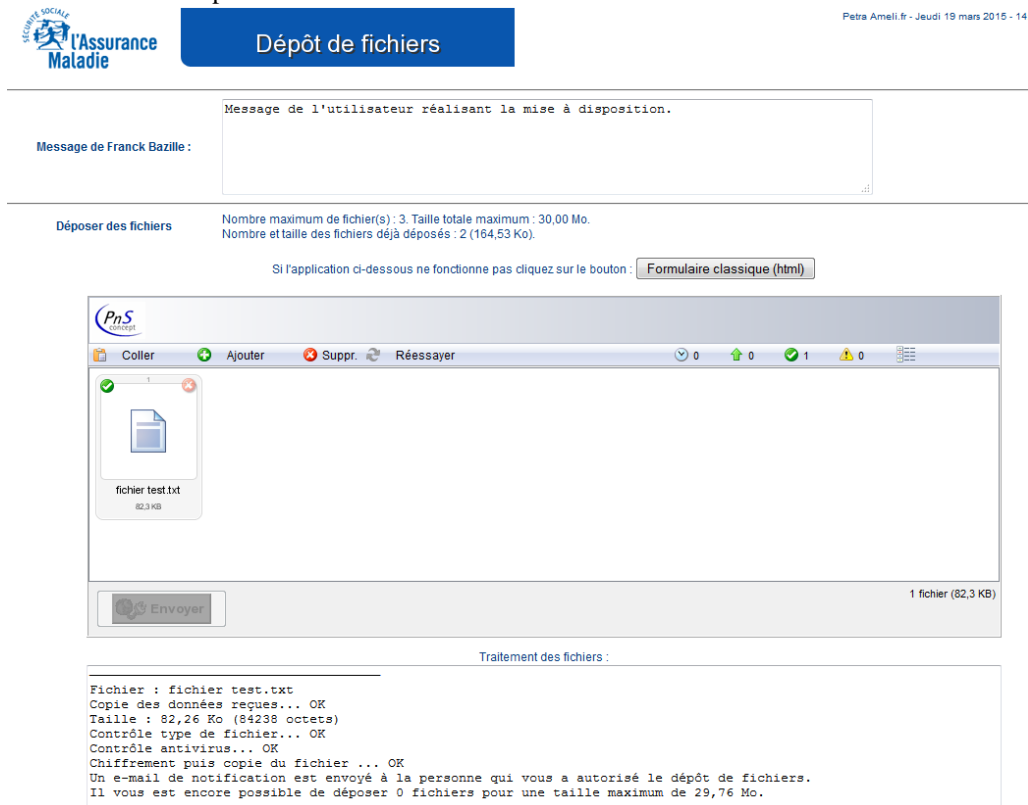 Petra Ameli.fr - Jeudi 19 mars 2015 - 14
SÉCURITÉ SOCIALE
l'Assurance
Maladie
Dépôt de fichiers
Message de Franck Bazille :
Message de l'utilisateur réalisant la mise à disposition.
Déposer des fichiers
Nombre maximum de fichier(s) : 3. Taille totale maximum : 30,00 Mo.
Nombre et taille des fichiers déjà déposés : 2 (164,53 Ko).
Si l'application ci-dessous ne fonctionne pas cliquez sur le bouton : Formulaire classique (html)
PnS
concept
Coller Ajouter Suppr. Réessayer 0 0 1 0
1
fichier test.txt
82,3 KB
Envoyer
1 fichier (82,3 KB)
Traitement des fichiers :
Fichier : fichier test.txt
Copie des données reçues... OK
Taille : 82,26 Ko (84238 octets)
Contrôle type de fichier... OK
Contrôle antivirus... OK
Chiffrement puis copie du fichier ... OK
Un e-mail de notification est envoyé à la personne qui vous a autorisé le dépôt de fichiers.
Il vous est encore possible de déposer 0 fichiers pour une taille maximum de 29,76 Mo.